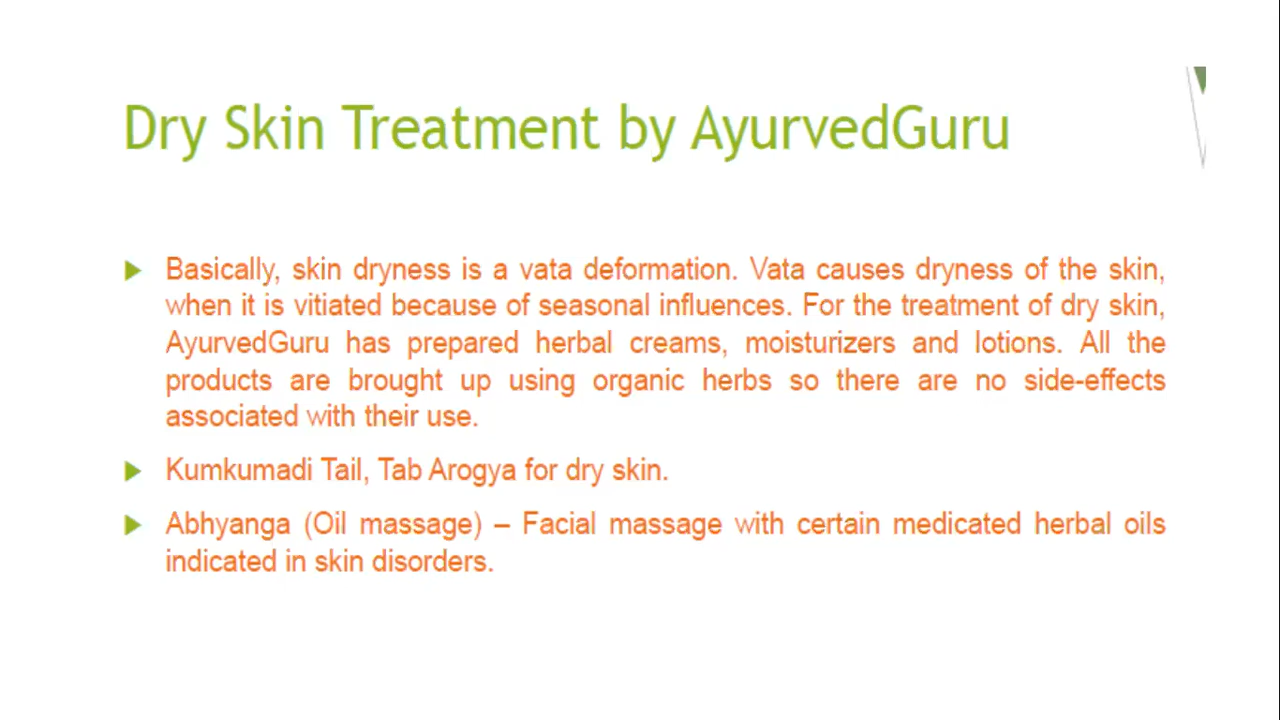 Dry Skin Treatment by AyurvedGuru
Basically, skin dryness is a vata deformation. Vata causes dryness of the skin,
when it is vitiated because of seasonal influences. For the treatment of dry skin,
AyurvedGuru has prepared herbal creams, moisturizers and lotions. All the
products are brought up using organic herbs so there are no side-effects
associated with their use.
Kumkumadi Tail, Tab Arogya for dry skin.
Abhyanga (Oil massage) – Facial massage with certain medicated herbal oils
indicated in skin disorders.